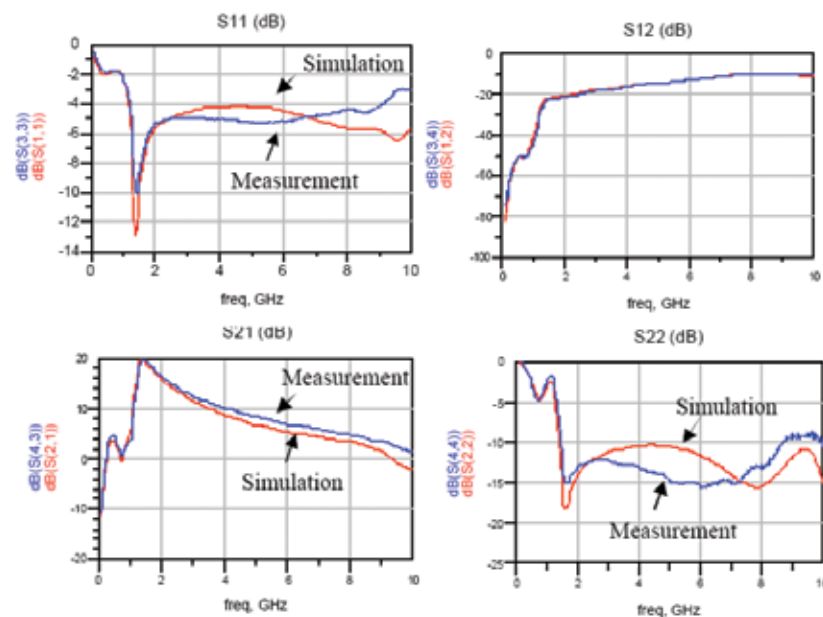 S11 (dB)
0
-2
-4
-6
-8
-10
-12
-14
0
2
4
6
8
10
freq, GHz
dB(S(3,3)
dB(S(1,1)
Simulation
Measurement
S12 (dB)
0
-20
-40
-60
-80
-100
0
2
4
6
8
10
freq, GHz
dB(S(3,4)
dB(S(1,2)
S21 (dB)
20
10
0
-10
-20
0
2
4
6
8
10
freq, GHz
dB(S(4,3)
dB(S(2,1)
Measurement
Simulation
S22 (dB)
0
-5
-10
-15
-20
-25
0
2
4
6
8
freq, GHz
dB(S(4,4)
dB(S(2,2)
Simulation
Measurement